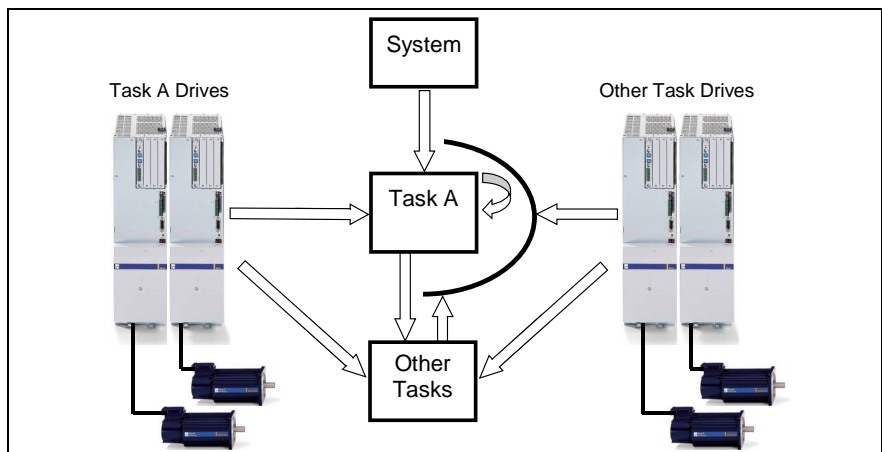 System
Task A Drives
Other Task Drives
Task A
Other
Tasks